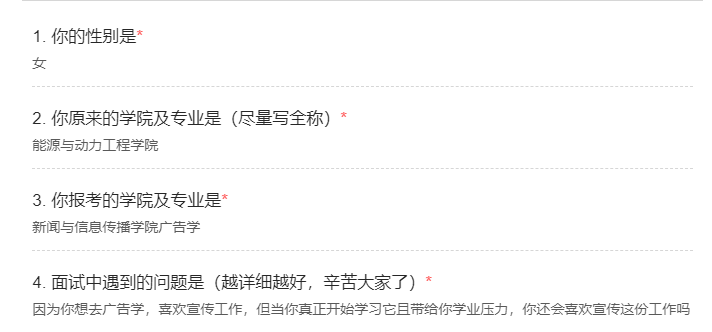 1. 你的性别是*
女
2. 你原来的学院及专业是（尽量写全称）*
能源与动力工程学院
3. 你报考的学院及专业是*
新闻与信息传播学院广告学
4. 面试中遇到的问题是（越详细越好，辛苦大家了）*
因为你想去广告学，喜欢宣传工作，但当你真正开始学习它且带给你学业压力，你还会喜欢宣传这份工作吗